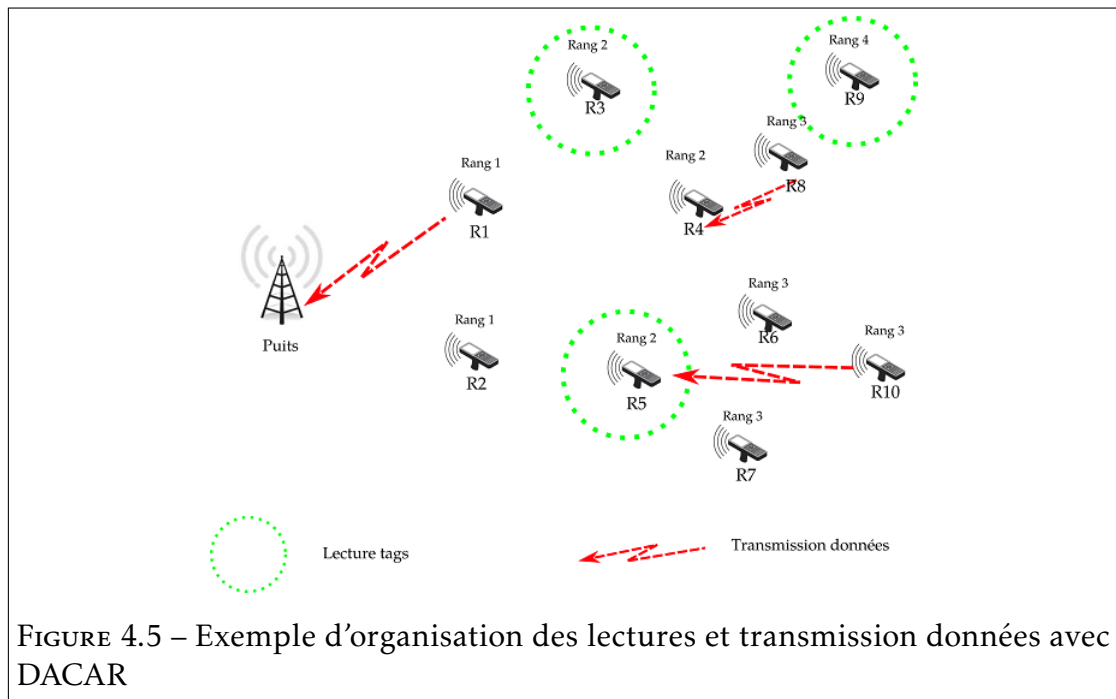 Rang 2
R3
Rang 4
R9
Rang 3
R8
Rang 1
R1
Rang 2
R4
Puits
Rang 1
R2
Rang 2
R5
Rang 3
R6
Rang 3
R10
Rang 3
R7
Lecture tags
Transmission données
FIGURE 4.5 – Exemple d'organisation des lectures et transmission données avec
DACAR